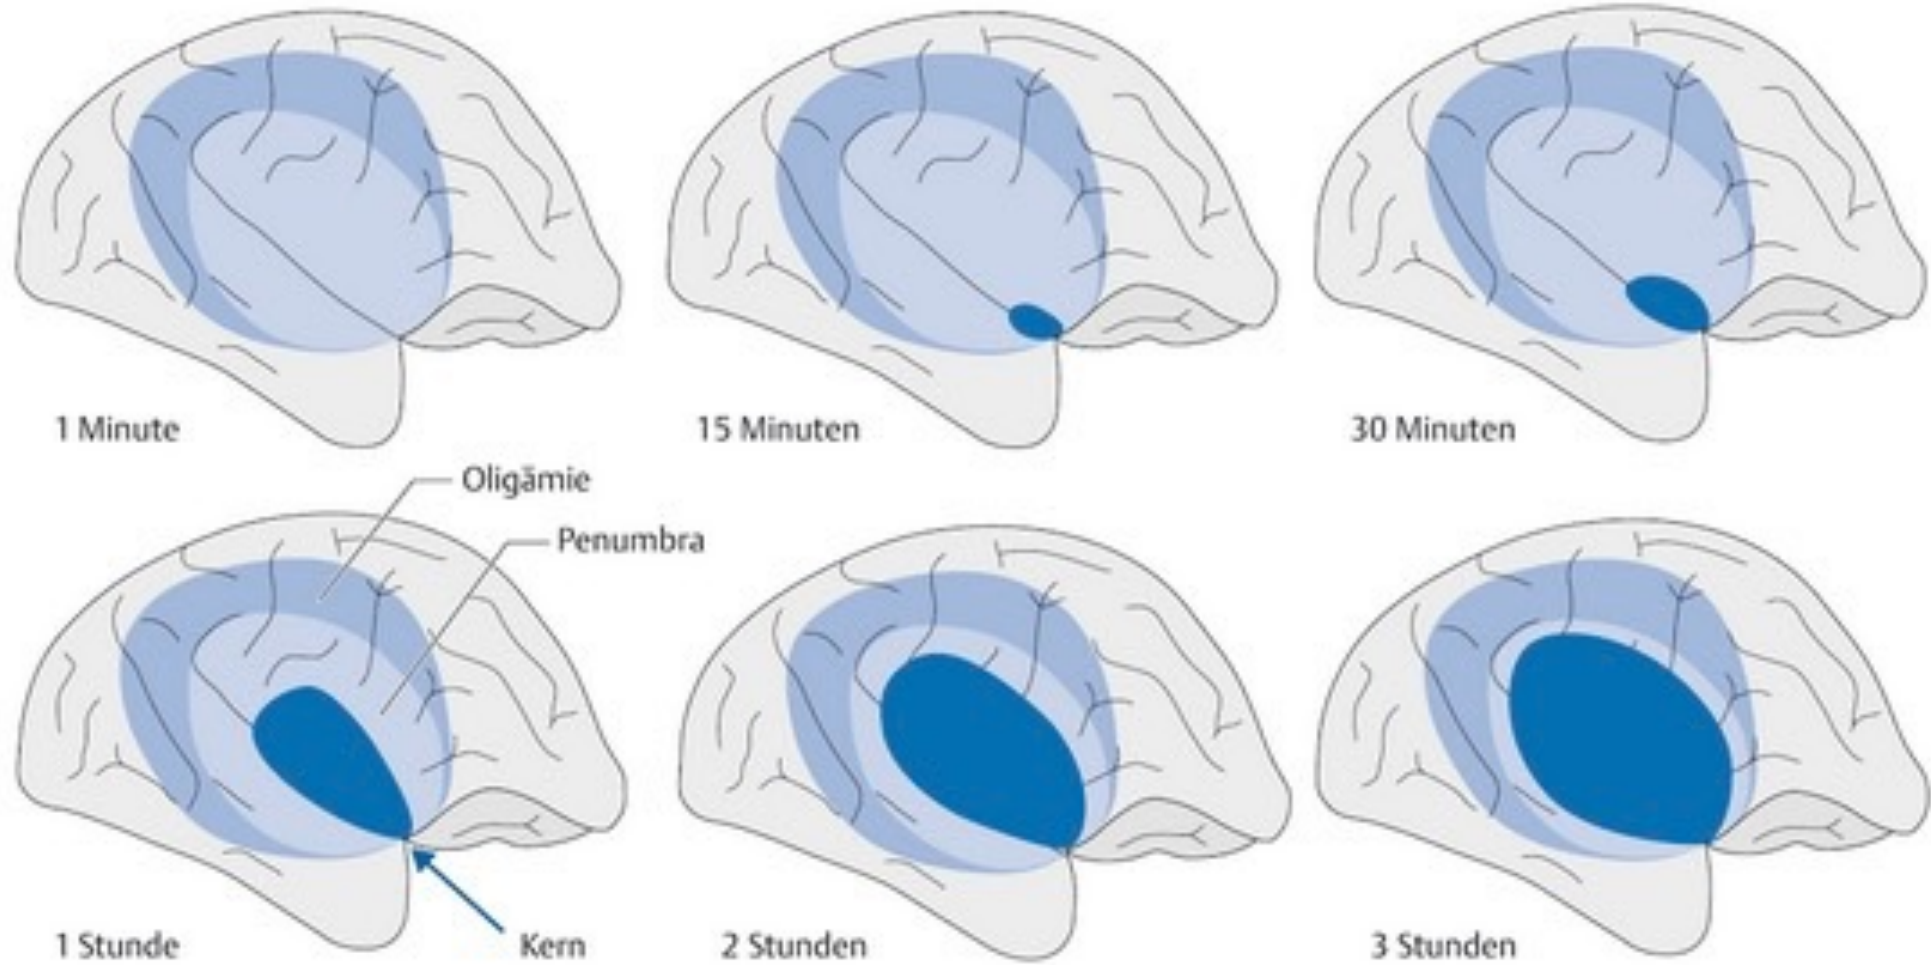 1 Minute
15 Minuten
30 Minuten
Oligämie
Penumbra
1 Stunde
Kern
2 Stunden
3 Stunden